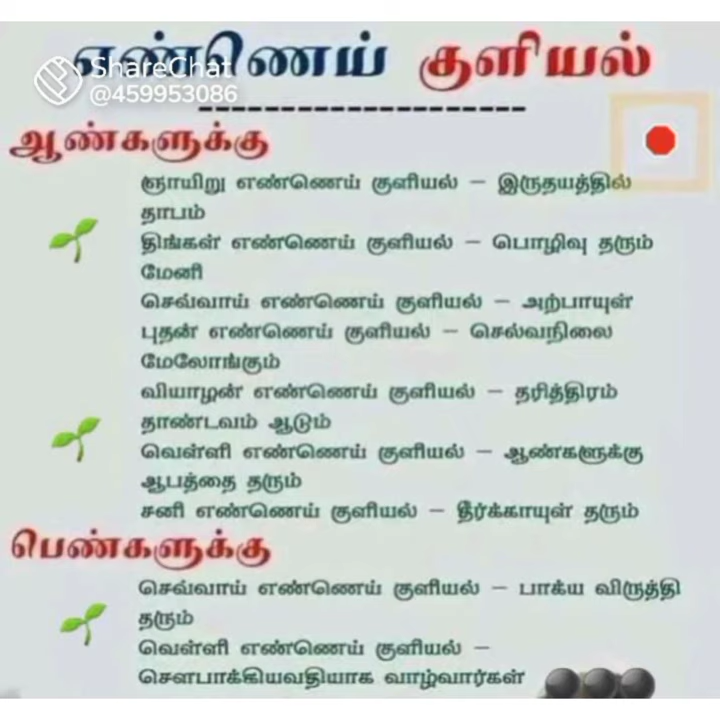 எண்ணெய் குளியல்
ShareChat
@459953086
ஆண்களுக்கு
ஞாயிறு எண்ணெய் குளியல் – இருதயத்தில்
தாபம்
திங்கள் எண்ணெய் குளியல் – பொழிவு தரும்
மேனி
செவ்வாய் எண்ணெய் குளியல் – அற்பாயுள்
புதன் எண்ணெய் குளியல் – செல்வநிலை
மேலோங்கும்
வியாழன் எண்ணெய் குளியல் – தரித்திரம்
தாண்டவம் ஆடும்
வெள்ளி எண்ணெய் குளியல் – ஆண்களுக்கு
ஆபத்தை தரும்
சனி எண்ணெய் குளியல் – தீர்க்காயுள் தரும்
பெண்களுக்கு
செவ்வாய் எண்ணெய் குளியல் – பாக்ய விருத்தி
தரும்
வெள்ளி எண்ணெய் குளியல் –
சௌபாக்கியவதியாக வாழ்வார்கள்